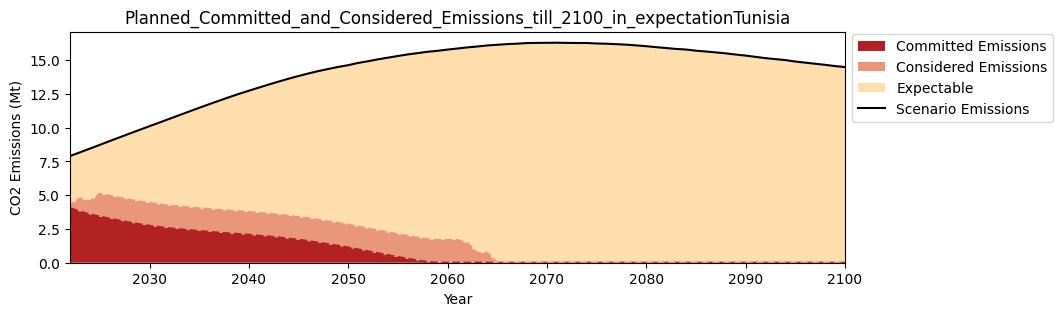 Planned_Committed_and_Considered_Emissions_till_2100_in_expectationTunisia
CO2 Emissions (Mt)
15.0
12.5
10.0
7.5
5.0
2.5
0.0
2030 2040 2050 2060 2070 2080 2090 2100
Year
Committed Emissions
Considered Emissions
Expectable
Scenario Emissions